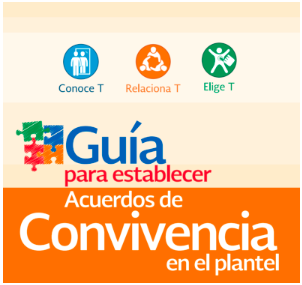 Conoce T Relaciona T Elige T
Guía
para establecer
Acuerdos de
Convivencia
en el plantel